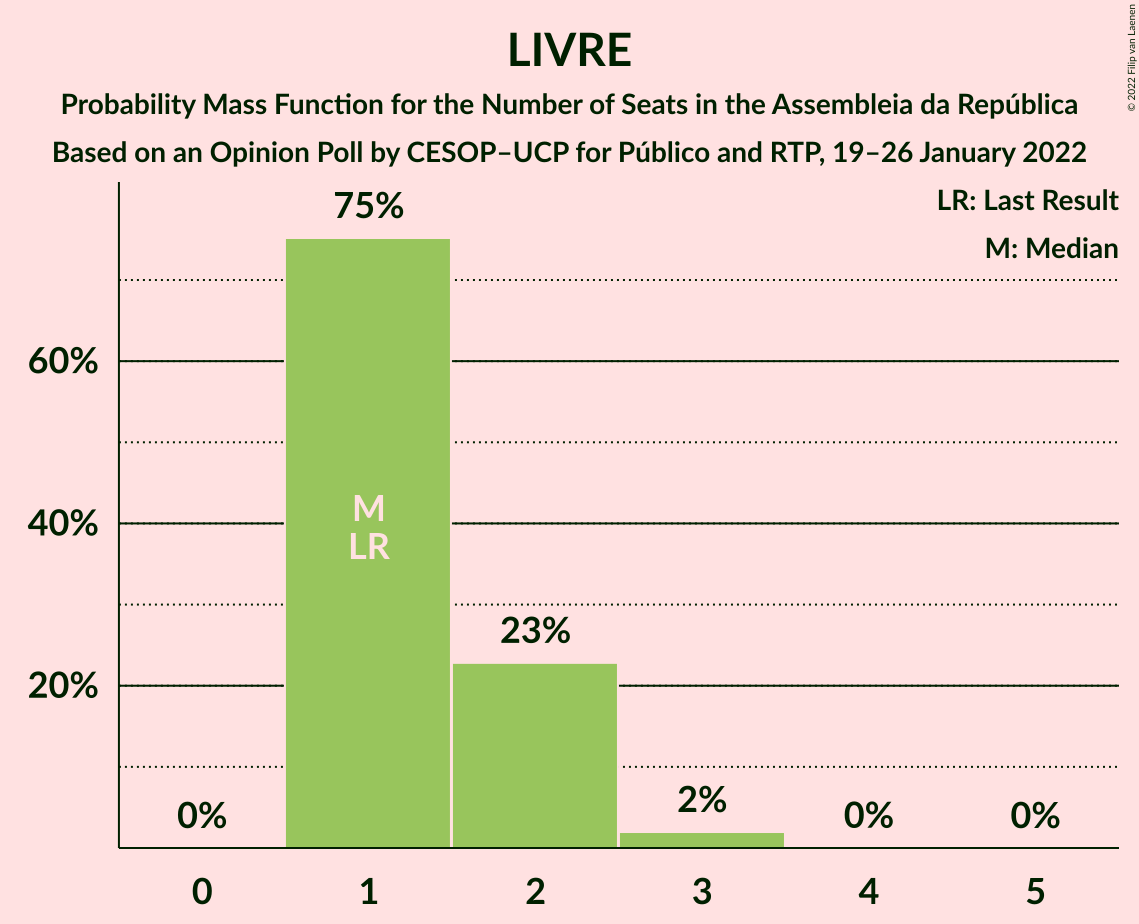 LIVRE
Probability Mass Function for the Number of Seats in the Assembleia da República
Based on an Opinion Poll by CESOP–UCP for Público and RTP, 19–26 January 2022
© 2022 Filip van Laenen
LR: Last Result
M: Median
75%
60%
40%
20%
M
LR
23%
0%
2%
0%
0%
0
1
2
3
4
5